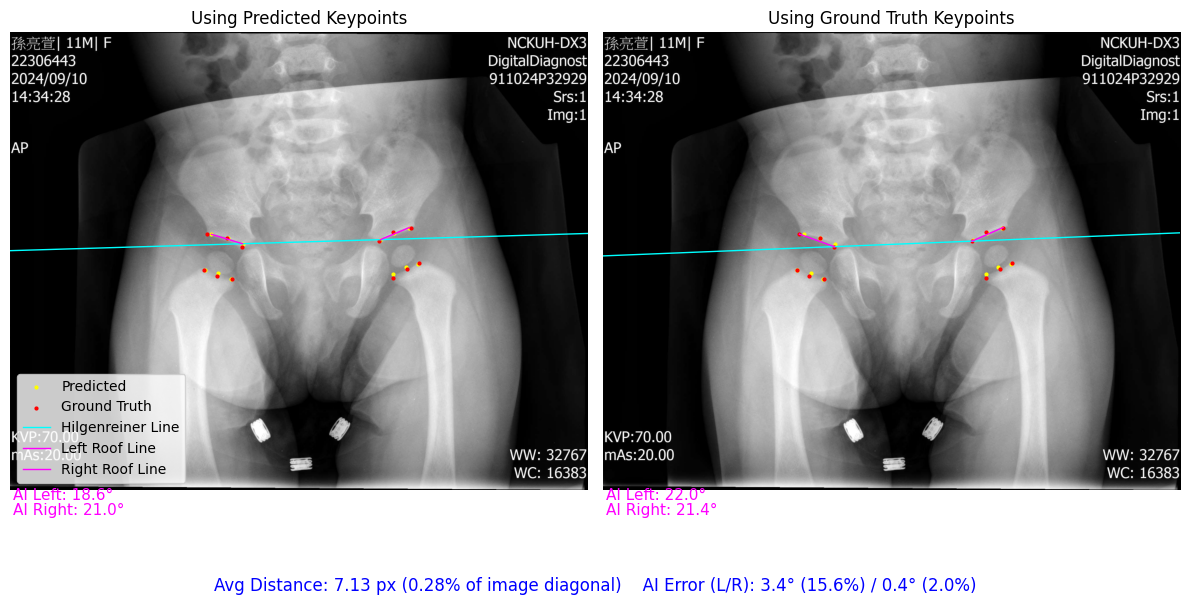 Using Predicted Keypoints
孫亮萱| 11M| F
22306443
2024/09/10
14:34:28
NCKUH-DX3
DigitalDiagnost
911024P32929
Srs:1
Img:1
AP
Predicted
Ground Truth
Hilgenreiner Line
Left Roof Line
Right Roof Line
KVP:70.00
mAs:20.00
WW: 32767
WC: 16383
AI Left: 18.6°
AI Right: 21.0°
Using Ground Truth Keypoints
孫亮萱| 11M| F
22306443
2024/09/10
14:34:28
NCKUH-DX3
DigitalDiagnost
911024P32929
Srs:1
Img:1
AP
KVP:70.00
mAs:20.00
WW: 32767
WC: 16383
AI Left: 22.0°
AI Right: 21.4°
Avg Distance: 7.13 px (0.28% of image diagonal) AI Error (L/R): 3.4° (15.6%) / 0.4° (2.0%)